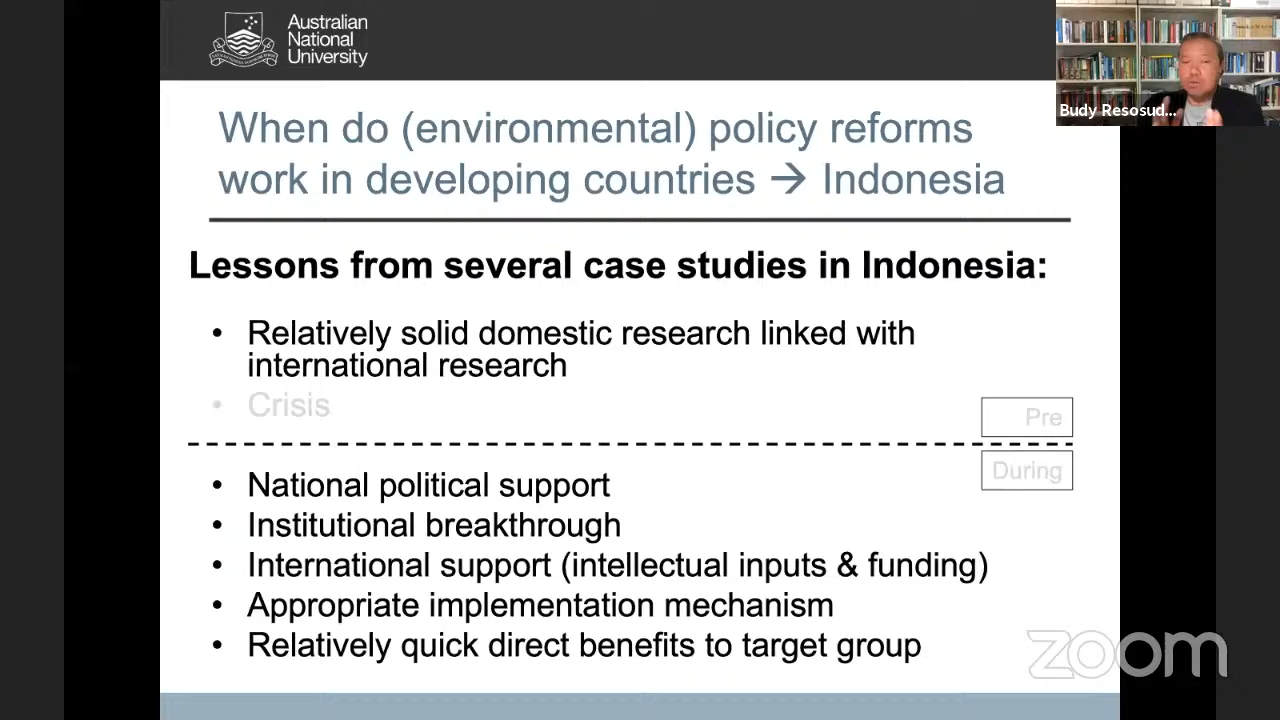 Australian
National
University
Budy Resosud...
When do (environmental) policy reforms
work in developing countries → Indonesia
Lessons from several case studies in Indonesia:
• Relatively solid domestic research linked with
international research
• Crisis
Pre
During
• National political support
• Institutional breakthrough
• International support (intellectual inputs & funding)
• Appropriate implementation mechanism
• Relatively quick direct benefits to target group
zoom